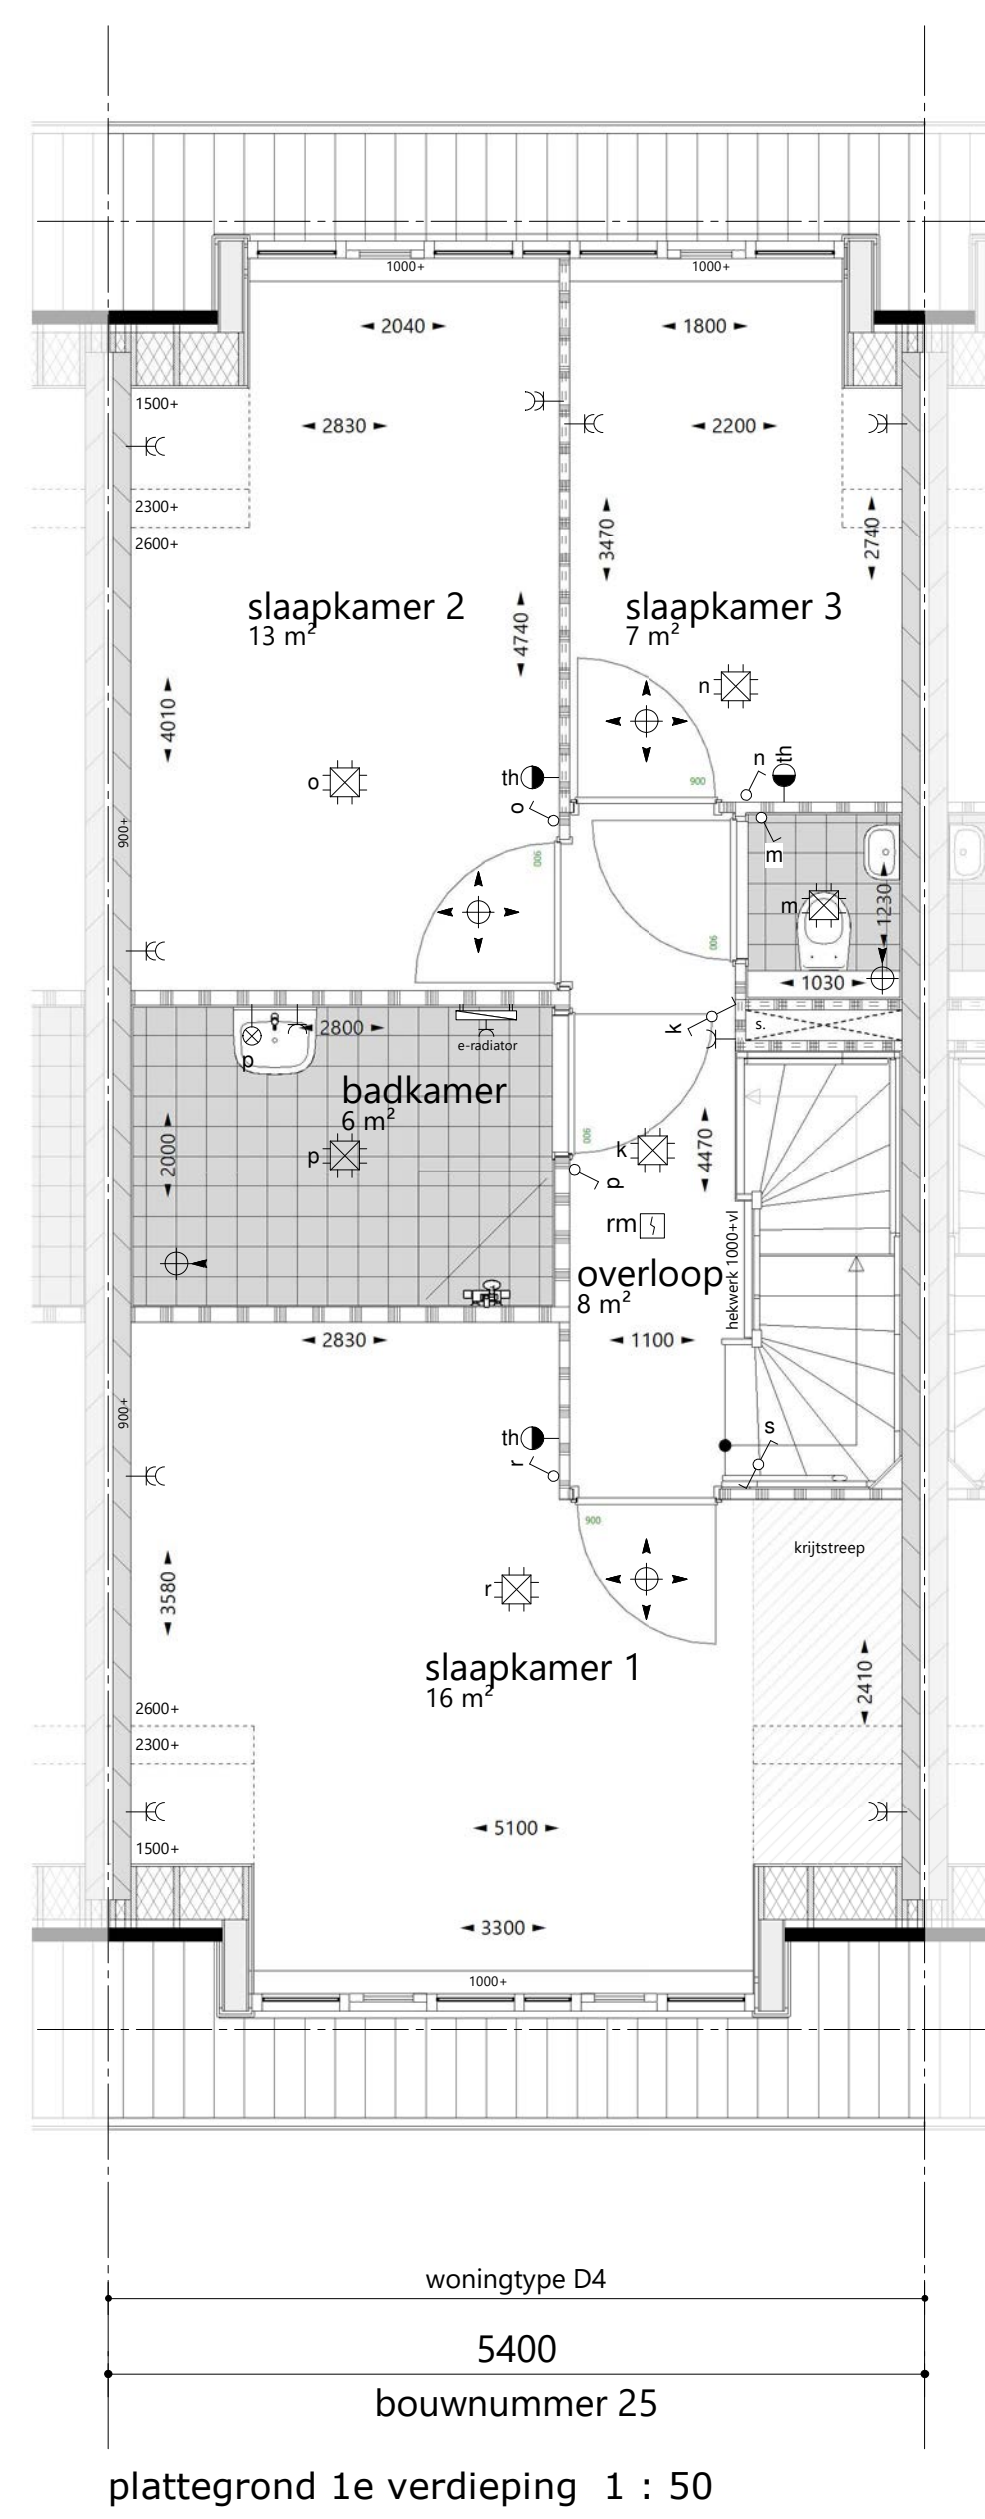 1000+ 1000+
2040 1800
1500+
2830 2200
2300+
2600+
3470 2740
slaapkamer 2 slaapkamer 3
13 m² 7 m²
4740
4010
n
n th
o th
900
o
m
900+
900
m
1230
900
1030
k s.
2800
p e-radiator
badkamer
6 m²
2000
p
900
k
4470
p
rm
hekwerk 1000+vl
overloop
8 m²
2830 1100
900+
th
r
s
900
krijtstreep
3580
r
slaapkamer 1
16 m²
2410
2600+
2300+
5100
1500+
3300
1000+
woningtype D4
5400
bouwnummer 25
plattegrond 1e verdieping 1 : 50